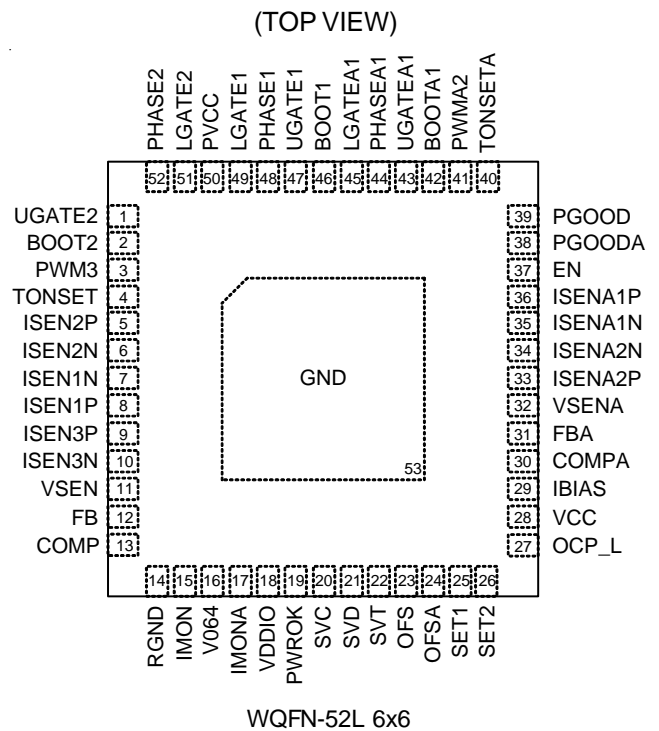 (TOP VIEW)
PHASE2
LGATE2
PVCC
LGATE1
PHASE1
UGATE1
BOOT1
LGATEA1
PHASEA1
UGATEA1
BOOTA1
PWMA2
TONSETA
52 51 50 49 48 47 46 45 44 43 42 41 40
UGATE2 1
BOOT2 2
PWM3 3
TONSET 4
ISEN2P 5
ISEN2N 6
ISEN1N 7
ISEN1P 8
ISEN3P 9
ISEN3N 10
VSEN 11
FB 12
COMP 13
GND
53
39 PGOOD
38 PGOODA
37 EN
36 ISENA1P
35 ISENA1N
34 ISENA2N
33 ISENA2P
32 VSENA
31 FBA
30 COMPA
29 IBIAS
28 VCC
27 OCP_L
14 15 16 17 18 19 20 21 22 23 24 25 26
RGND
IMON
V064
IMONA
VDDIO
PWROK
SVC
SVD
SVT
OFS
OFSA
SET1
SET2
WQFN-52L 6x6